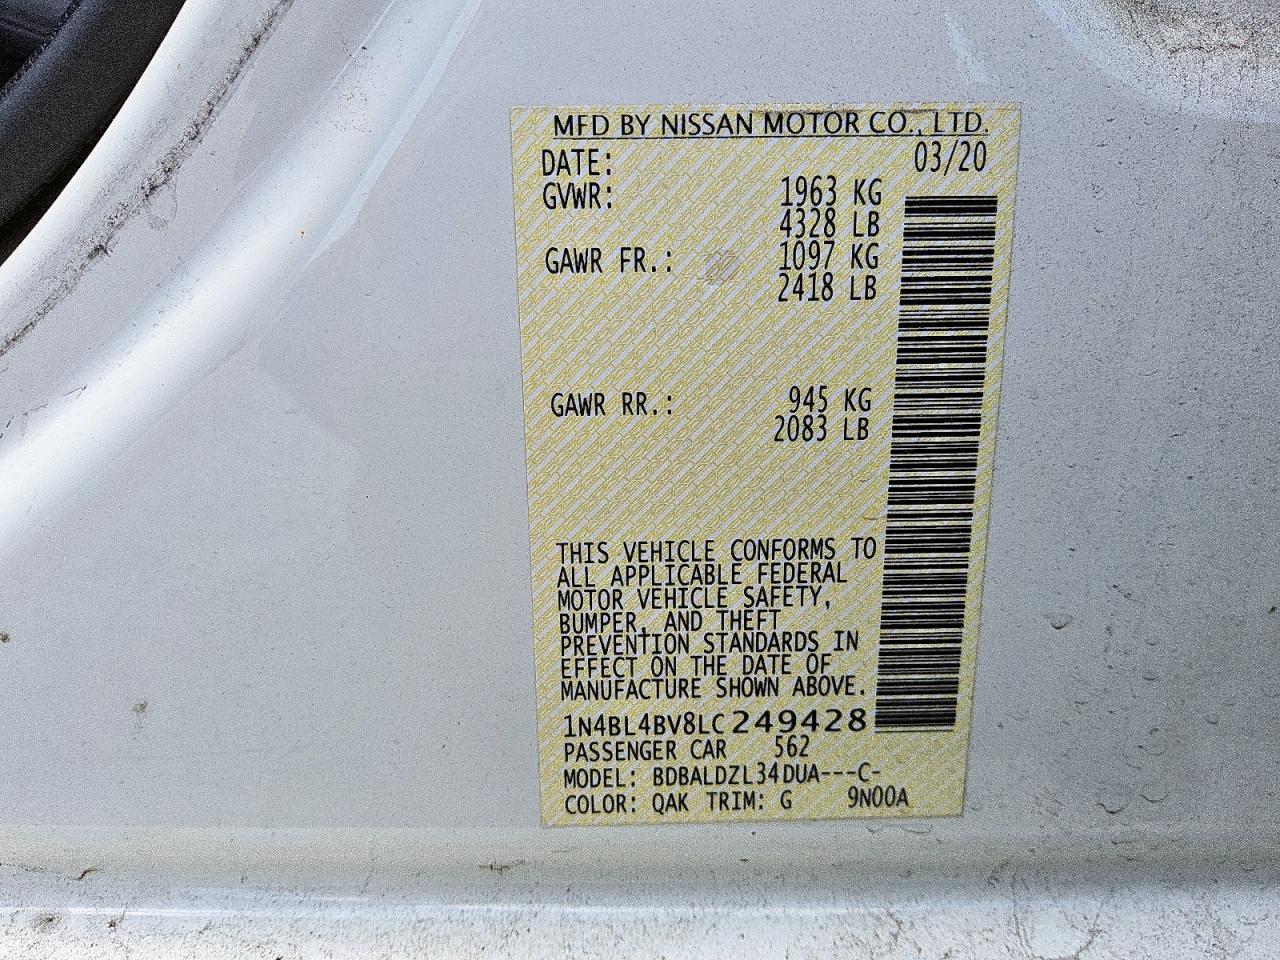 MFD BY NISSAN MOTOR CO., LTD.
DATE: 03/20
GVWR: 1963 KG
4328 LB
GAWR FR.: 1097 KG
2418 LB
GAWR RR.: 945 KG
2083 LB
THIS VEHICLE CONFORMS TO
ALL APPLICABLE FEDERAL
MOTOR VEHICLE SAFETY,
BUMPER, AND THEFT
PREVENTION STANDARDS IN
EFFECT ON THE DATE OF
MANUFACTURE SHOWN ABOVE.
1N4BL4BV8LC249428
PASSENGER CAR 562
MODEL: BDBALDZL34DUA---C-
COLOR: QAK TRIM: G 9N00A